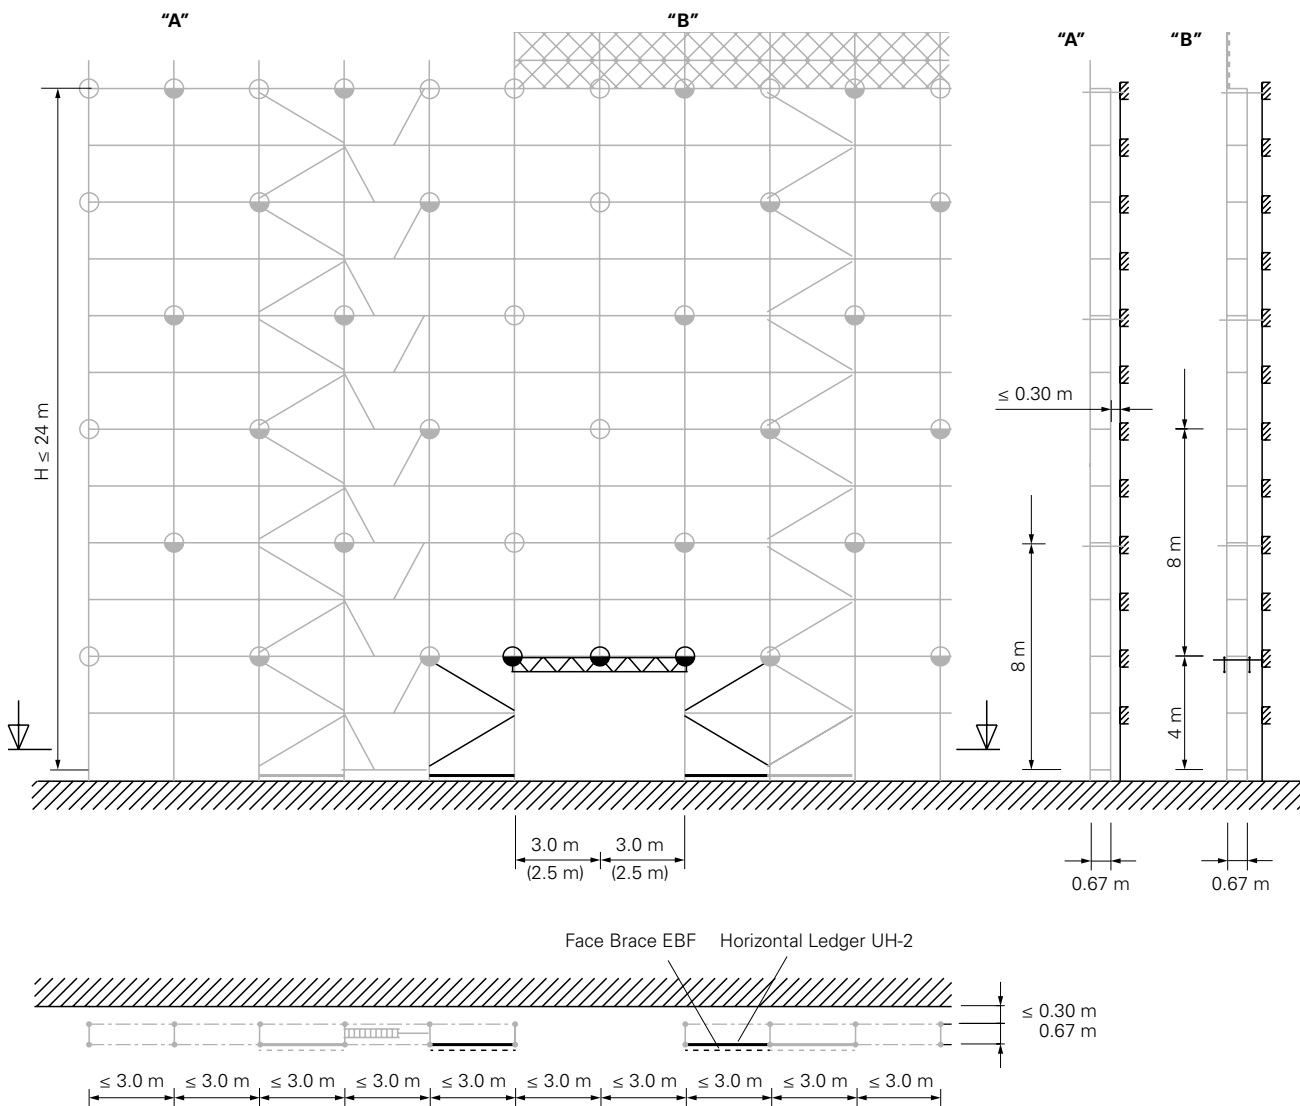 “A”
“B”
“A”
“B”
H ≤ 24 m
≤ 0.30 m
8 m
8 m
4 m
3.0 m
3.0 m
(2.5 m)
(2.5 m)
0.67 m
0.67 m
Face Brace EBF
Horizontal Ledger UH-2
≤ 0.30 m
0.67 m
≤ 3.0 m
≤ 3.0 m
≤ 3.0 m
≤ 3.0 m
≤ 3.0 m
≤ 3.0 m
≤ 3.0 m
≤ 3.0 m
≤ 3.0 m
≤ 3.0 m